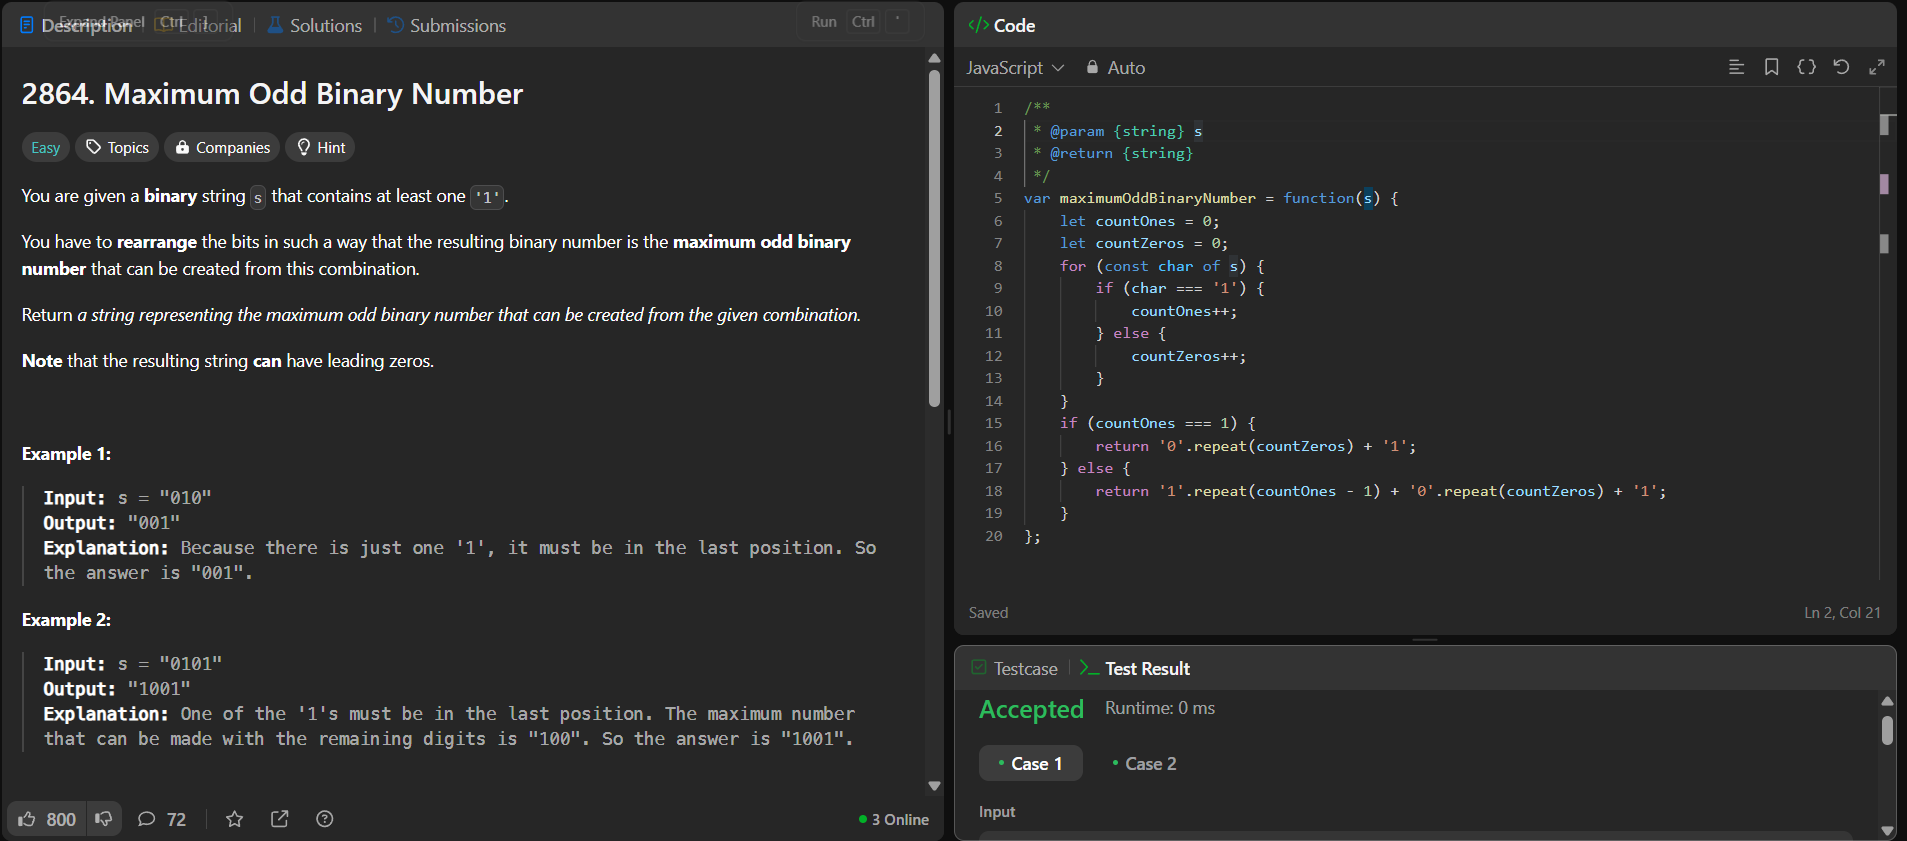 Expand Panel Ctrl ]
Description
Editorial
Solutions
Submissions
Run Ctrl '
2864. Maximum Odd Binary Number
Easy
Topics
Companies
Hint
You are given a binary string s that contains at least one '1'.
You have to rearrange the bits in such a way that the resulting binary number is the maximum odd binary
number that can be created from this combination.
Return a string representing the maximum odd binary number that can be created from the given combination.
Note that the resulting string can have leading zeros.
Example 1:
Input: s = "010"
Output: "001"
Explanation: Because there is just one '1', it must be in the last position. So
the answer is "001".
Example 2:
Input: s = "0101"
Output: "1001"
Explanation: One of the '1's must be in the last position. The maximum number
that can be made with the remaining digits is "100". So the answer is "1001".
800
72
3 Online
</> Code
JavaScript
Auto
1 /**
2  * @param {string} s
3  * @return {string}
4  */
5 var maximumOddBinaryNumber = function(s) {
6     let countOnes = 0;
7     let countZeros = 0;
8     for (const char of s) {
9         if (char === '1') {
10             countOnes++;
11         } else {
12             countZeros++;
13         }
14     }
15     if (countOnes === 1) {
16         return '0'.repeat(countZeros) + '1';
17     } else {
18         return '1'.repeat(countOnes - 1) + '0'.repeat(countZeros) + '1';
19     }
20 };
Saved
Ln 2, Col 21
Testcase
Test Result
Accepted
Runtime: 0 ms
Case 1
Case 2
Input